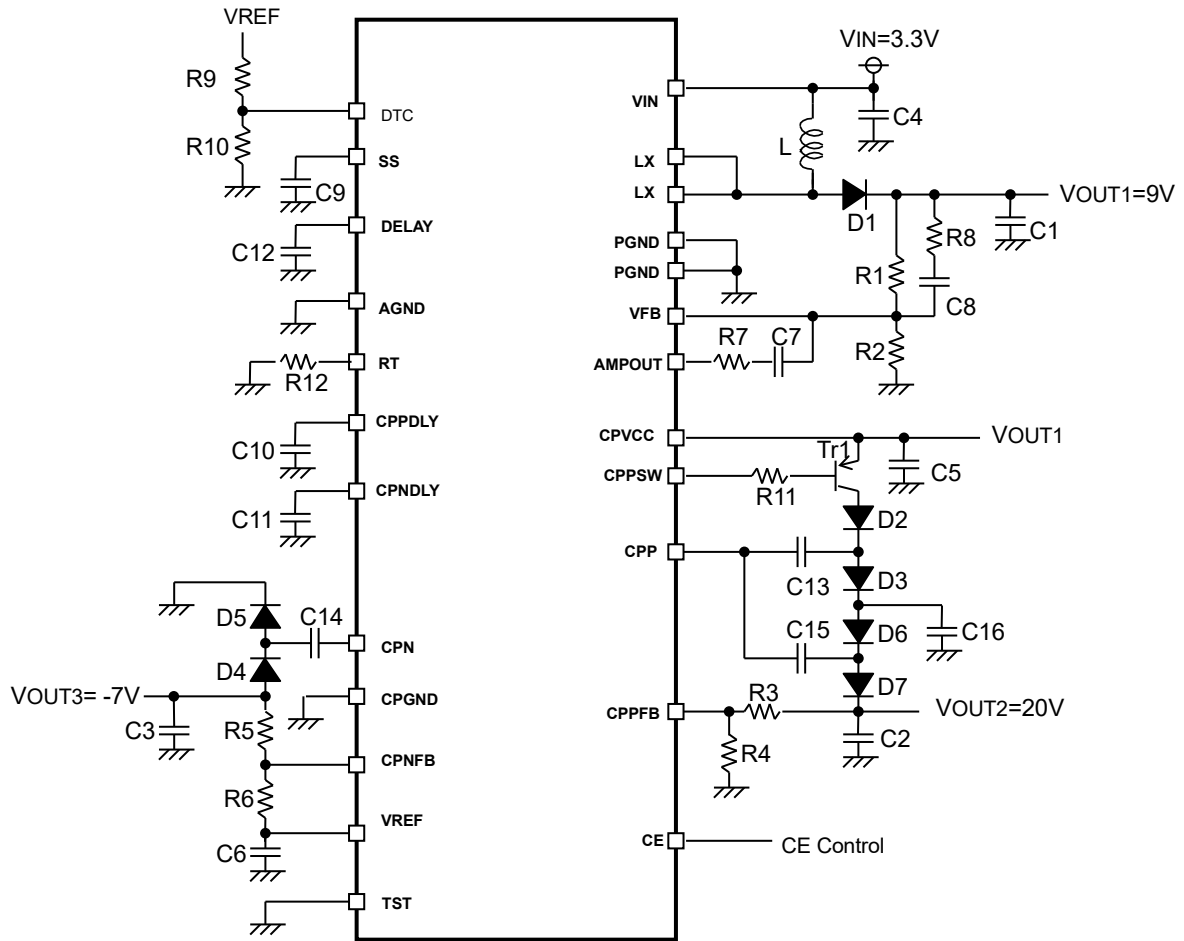 VREF
R9
R10
C9
C12
R12
C10
C11
D5
C14
D4
VOUT3= -7V
C3
R5
R6
C6
DTC
SS
DELAY
AGND
RT
CPPDLY
CPNDLY
CPN
CPGND
CPNFB
VREF
TST
VIN
LX
LX
PGND
PGND
VFB
AMPOUT
CPVCC
CPPSW
CPP
CPPFB
CE
VIN=3.3V
C4
L
D1
VOUT1=9V
C1
R8
R1
C8
R7
C7
R2
VOUT1
Tr1
C5
R11
D2
C13
D3
C15
D6
C16
D7
R3
VOUT2=20V
R4
C2
CE Control